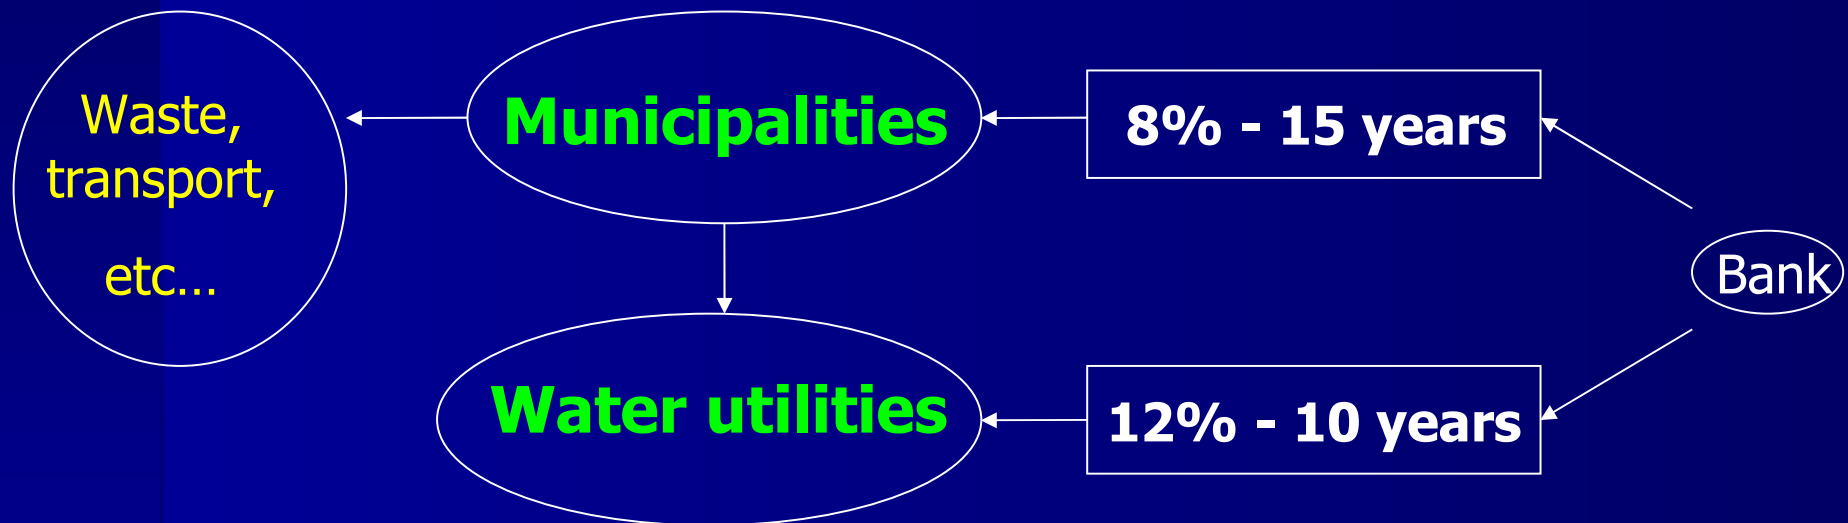 Waste,
transport,
etc...
Municipalities
8% - 15 years
Bank
Water utilities
12% - 10 years